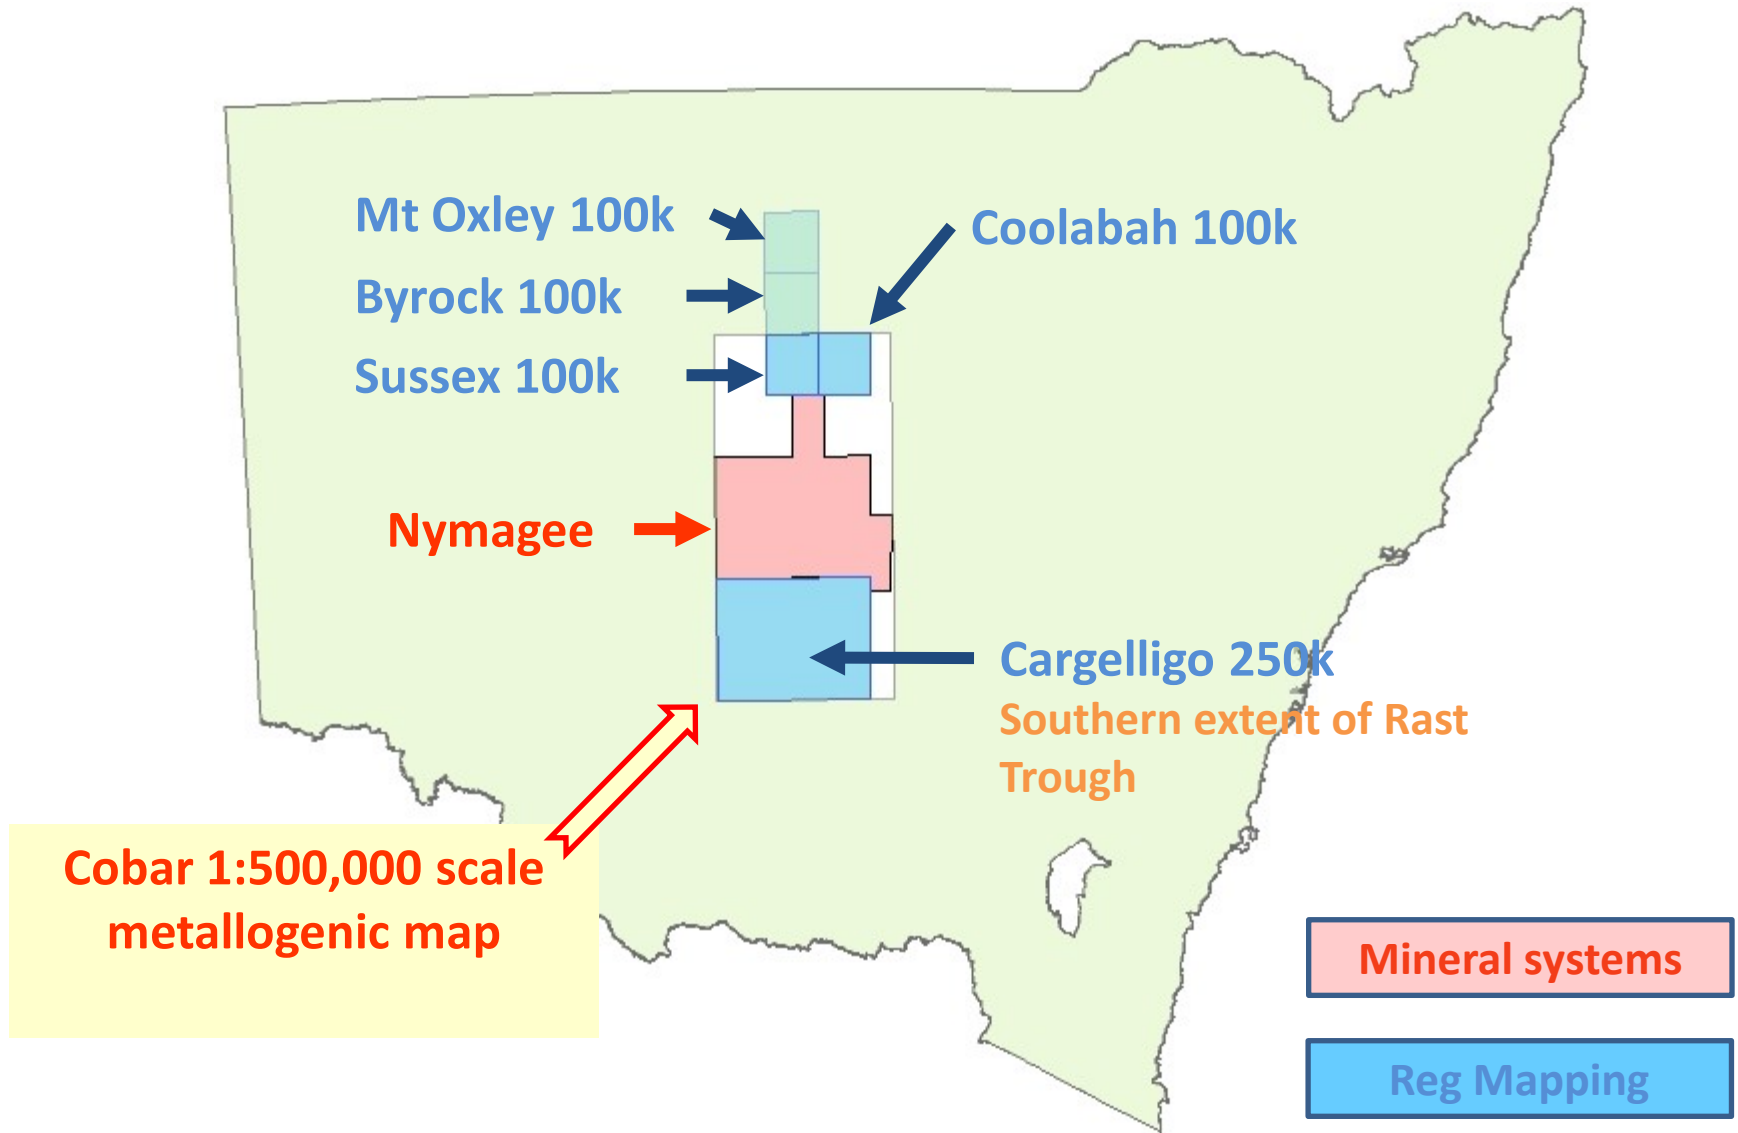 Mt Oxley 100k
Coolabah 100k
Byrock 100k
Sussex 100k
Nymagee
Cargelligo 250k
Southern extent of Rast
Trough
Cobar 1:500,000 scale
metallogenic map
Mineral systems
Reg Mapping